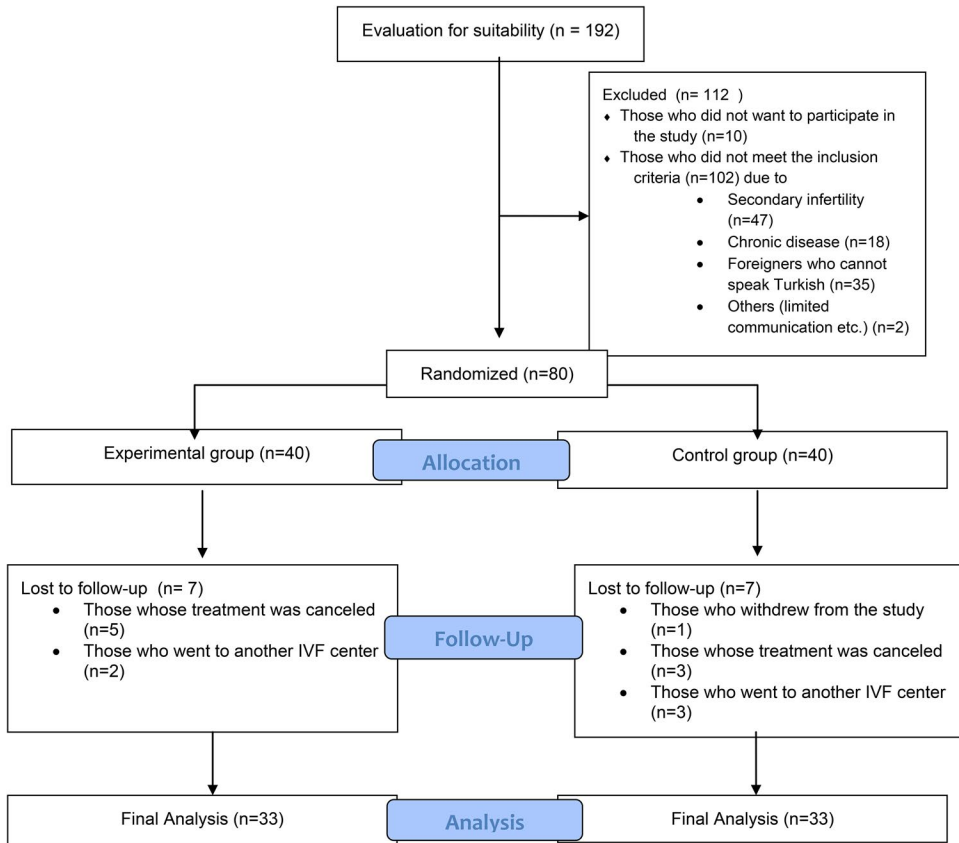 Evaluation for suitability (n = 192)
Excluded (n= 112 )
♦ Those who did not want to participate in
the study (n=10)
♦ Those who did not meet the inclusion
criteria (n=102) due to
• Secondary infertility
(n=47)
• Chronic disease (n=18)
• Foreigners who cannot
speak Turkish (n=35)
• Others (limited
communication etc.) (n=2)
Randomized (n=80)
Experimental group (n=40)
Allocation
Control group (n=40)
Lost to follow-up (n= 7)
• Those whose treatment was canceled
(n=5)
• Those who went to another IVF center
(n=2)
Follow-Up
Lost to follow-up (n=7)
• Those who withdrew from the study
(n=1)
• Those whose treatment was canceled
(n=3)
• Those who went to another IVF center
(n=3)
Final Analysis (n=33)
Analysis
Final Analysis (n=33)